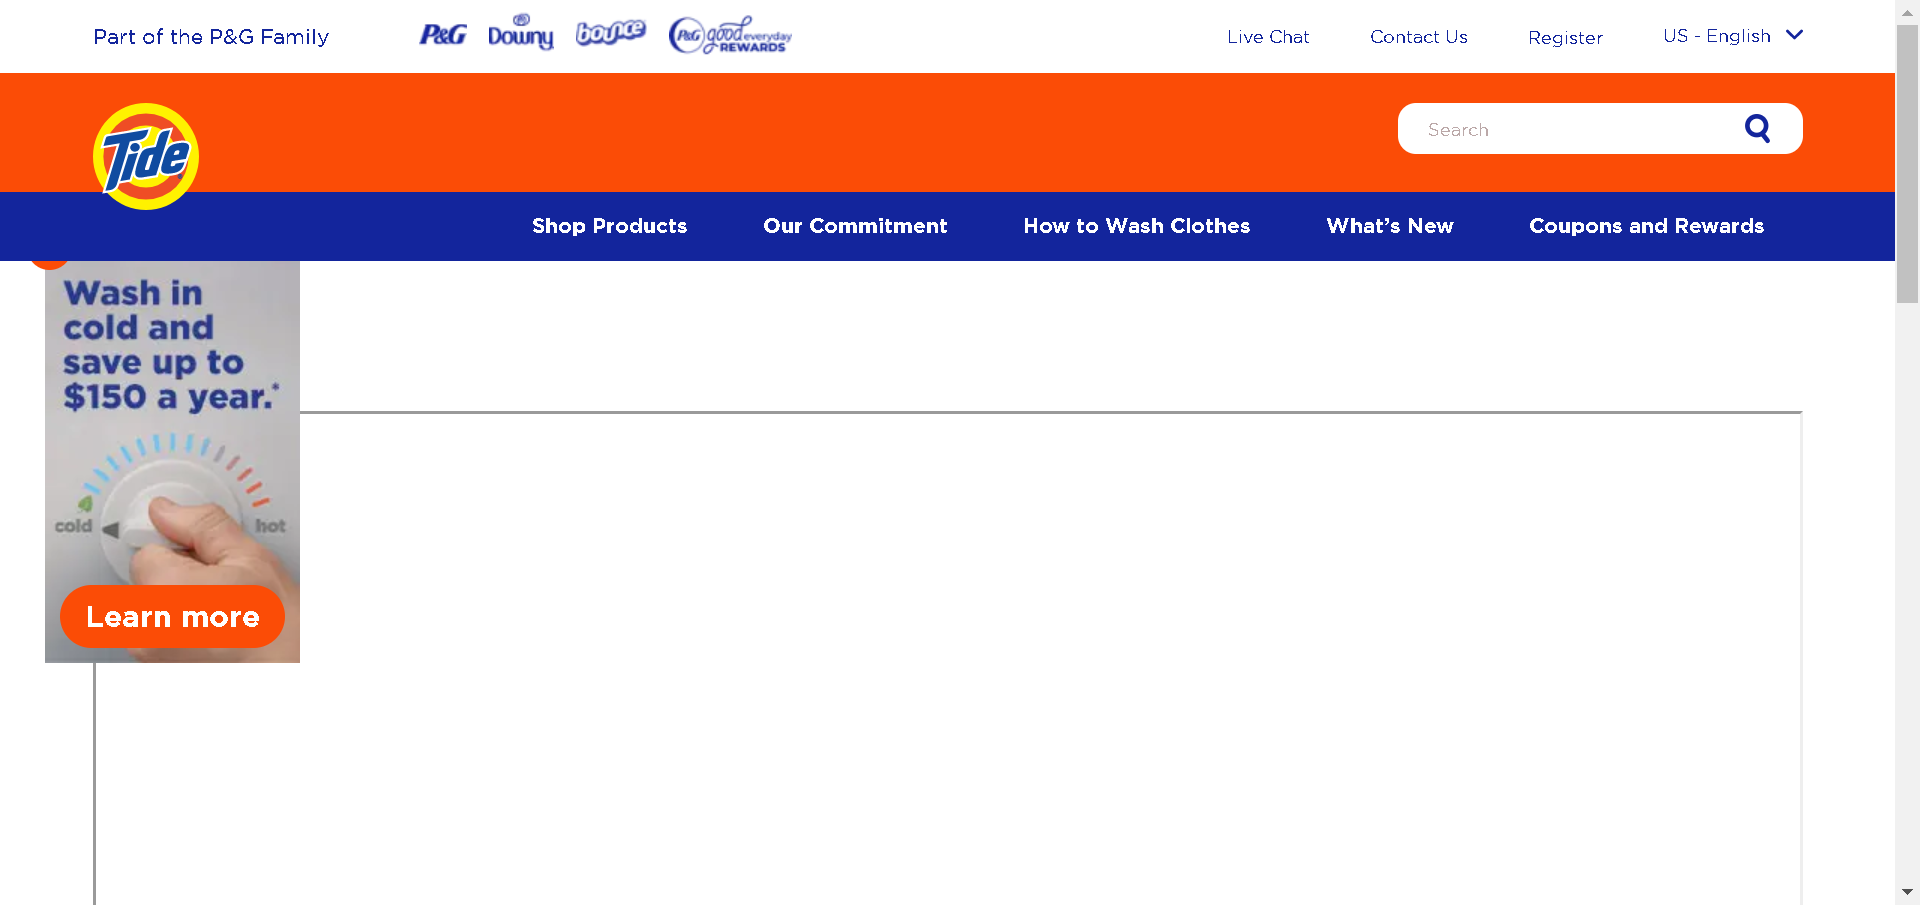 Part of the P&G Family
P&G
Downy
bounce
P&G good everyday REWARDS
Live Chat
Contact Us
Register
US - English
Tide
Search
Shop Products
Our Commitment
How to Wash Clothes
What’s New
Coupons and Rewards
Wash in
cold and
save up to
$150 a year.*
cold
hot
Learn more